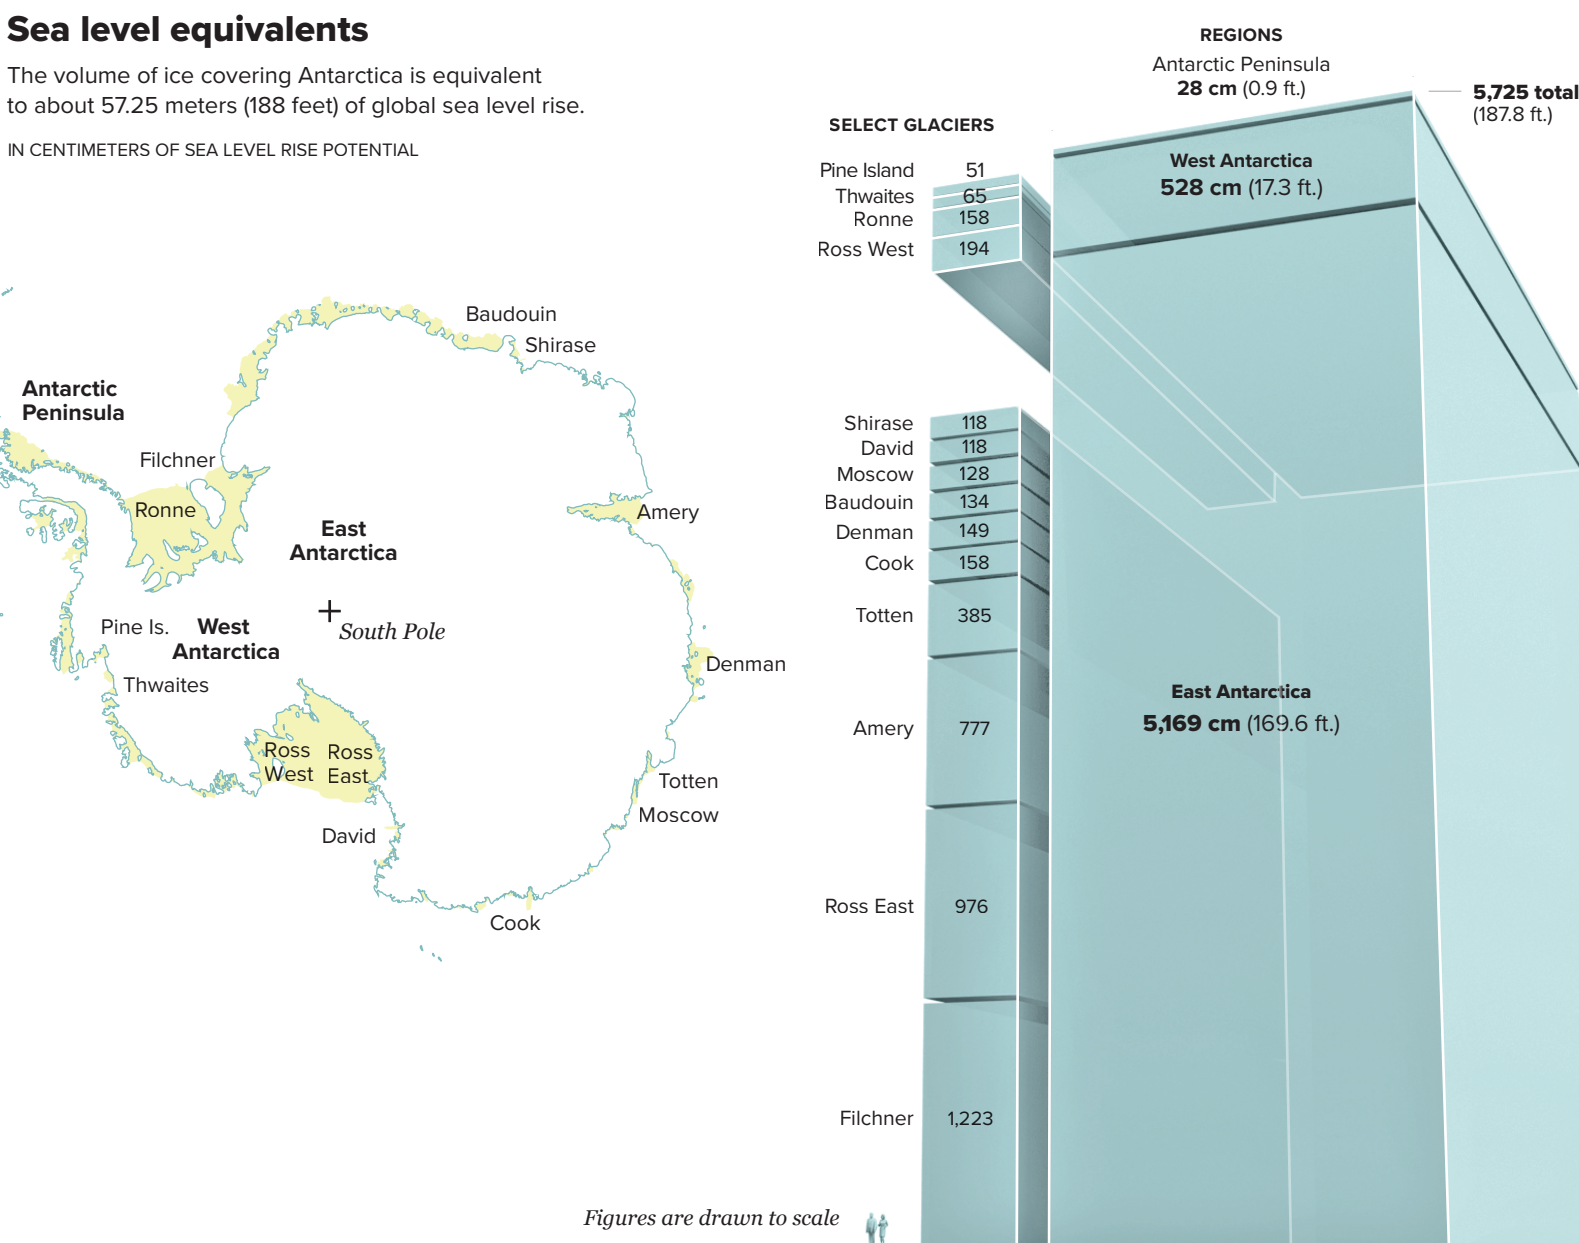 Sea level equivalents
The volume of ice covering Antarctica is equivalent
to about 57.25 meters (188 feet) of global sea level rise.
IN CENTIMETERS OF SEA LEVEL RISE POTENTIAL
Baudouin
Shirase
Antarctic
Peninsula
Filchner
Ronne
Amery
East
Antarctica
South Pole
Pine Is.
West
Antarctica
Thwaites
Denman
Ross
West
Ross
East
Totten
Moscow
David
Cook
REGIONS
Antarctic Peninsula
28 cm (0.9 ft.)
5,725 total
(187.8 ft.)
SELECT GLACIERS
Pine Island 51
Thwaites 65
Ronne 158
Ross West 194
West Antarctica
528 cm (17.3 ft.)
Shirase 118
David 118
Moscow 128
Baudouin 134
Denman 149
Cook 158
Totten 385
Amery 777
Ross East 976
Filchner 1,223
East Antarctica
5,169 cm (169.6 ft.)
Figures are drawn to scale